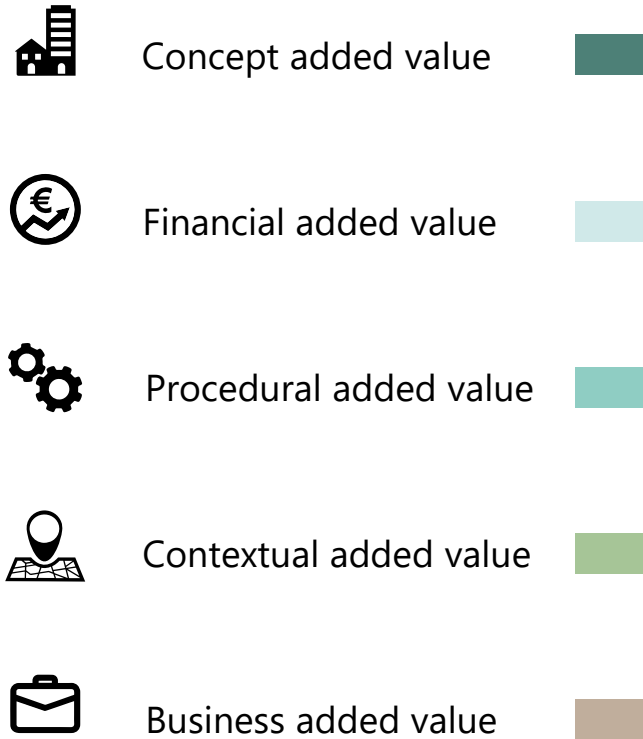 Concept added value
€
Financial added value
Procedural added value
Contextual added value
Business added value